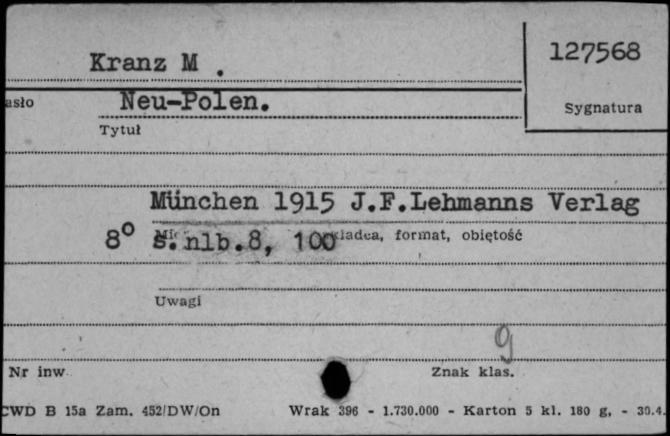 Kranz M .
127568
asło
Neu-Polen.
Sygnatura
Tytuł
München 1915 J.F.Lehmanns Verlag
8° s.nlb.8, 100
format, objętość
Uwagi
9
Nr inw.
Znak klas.
CWD B 15a Zam. 452/DW/On
Wrak 396 - 1.730.000 - Karton 5 kl. 180 g, - 30.4.